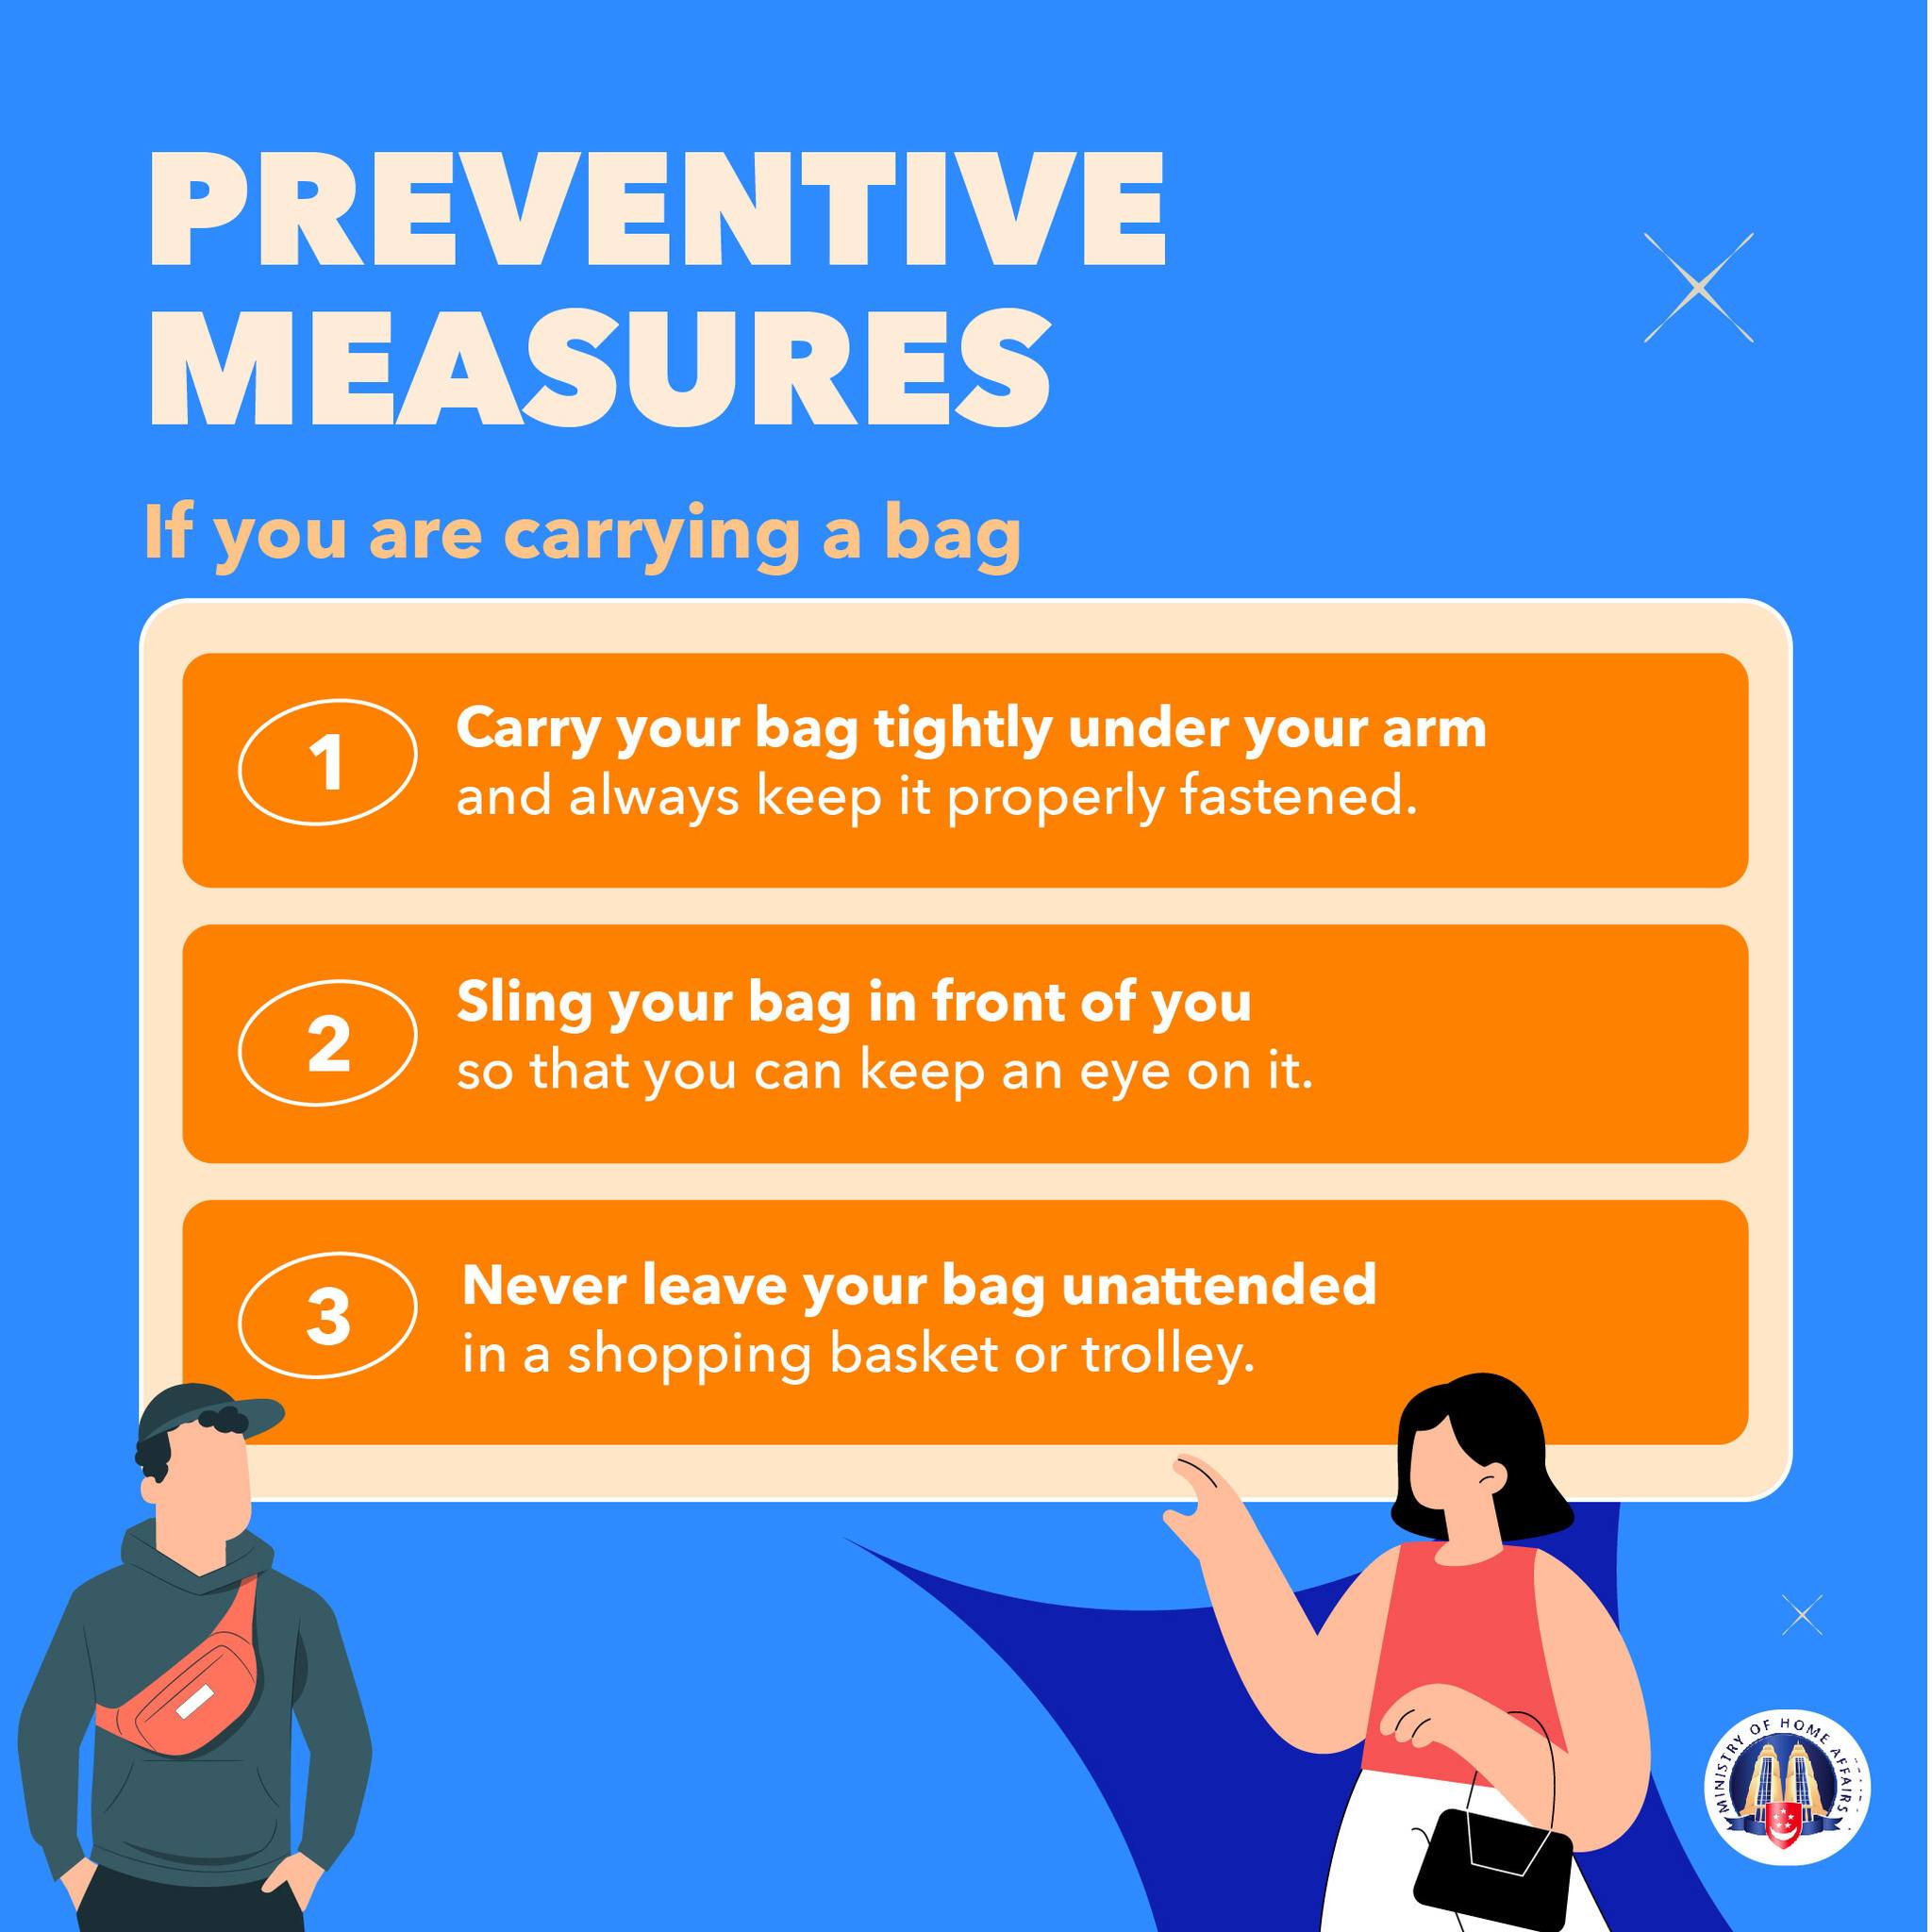 PREVENTIVE
MEASURES
If you are carrying a bag
1
Carry your bag tightly under your arm
and always keep it properly fastened.
2
Sling your bag in front of you
so that you can keep an eye on it.
3
Never leave your bag unattended
in a shopping basket or trolley.
MINISTRY OF HOME AFFAIRS